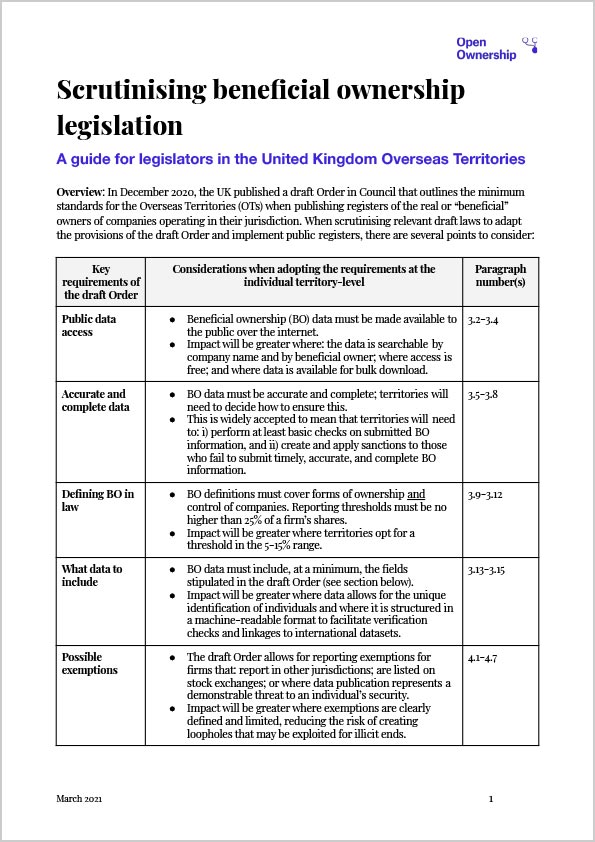 Open
Ownership
Scrutinising beneficial ownership
legislation
A guide for legislators in the United Kingdom Overseas Territories
Overview: In December 2020, the UK published a draft Order in Council that outlines the minimum
standards for the Overseas Territories (OTs) when publishing registers of the real or “beneficial”
owners of companies operating in their jurisdiction. When scrutinising relevant draft laws to adapt
the provisions of the draft Order and implement public registers, there are several points to consider:
Key
requirements of
the draft Order
Considerations when adopting the requirements at the
individual territory-level
Paragraph
number(s)
Public data
access
● Beneficial ownership (BO) data must be made available to
the public over the internet.
● Impact will be greater where: the data is searchable by
company name and by beneficial owner; where access is
free; and where data is available for bulk download.
3.2-3.4
Accurate and
complete data
● BO data must be accurate and complete; territories will
need to decide how to ensure this.
● This is widely accepted to mean that territories will need
to: i) perform at least basic checks on submitted BO
information, and ii) create and apply sanctions to those
who fail to submit timely, accurate, and complete BO
information.
3.5-3.8
Defining BO in
law
● BO definitions must cover forms of ownership and
control of companies. Reporting thresholds must be no
higher than 25% of a firm’s shares.
● Impact will be greater where territories opt for a
threshold in the 5-15% range.
3.9-3.12
What data to
include
● BO data must include, at a minimum, the fields
stipulated in the draft Order (see section below).
● Impact will be greater where data allows for the unique
identification of individuals and where it is structured in
a machine-readable format to facilitate verification
checks and linkages to international datasets.
3.13-3.15
Possible
exemptions
● The draft Order allows for reporting exemptions for
firms that: report in other jurisdictions; are listed on
stock exchanges; or where data publication represents a
demonstrable threat to an individual’s security.
● Impact will be greater where exemptions are clearly
defined and limited, reducing the risk of creating
loopholes that may be exploited for illicit ends.
4.1-4.7
March 2021
1